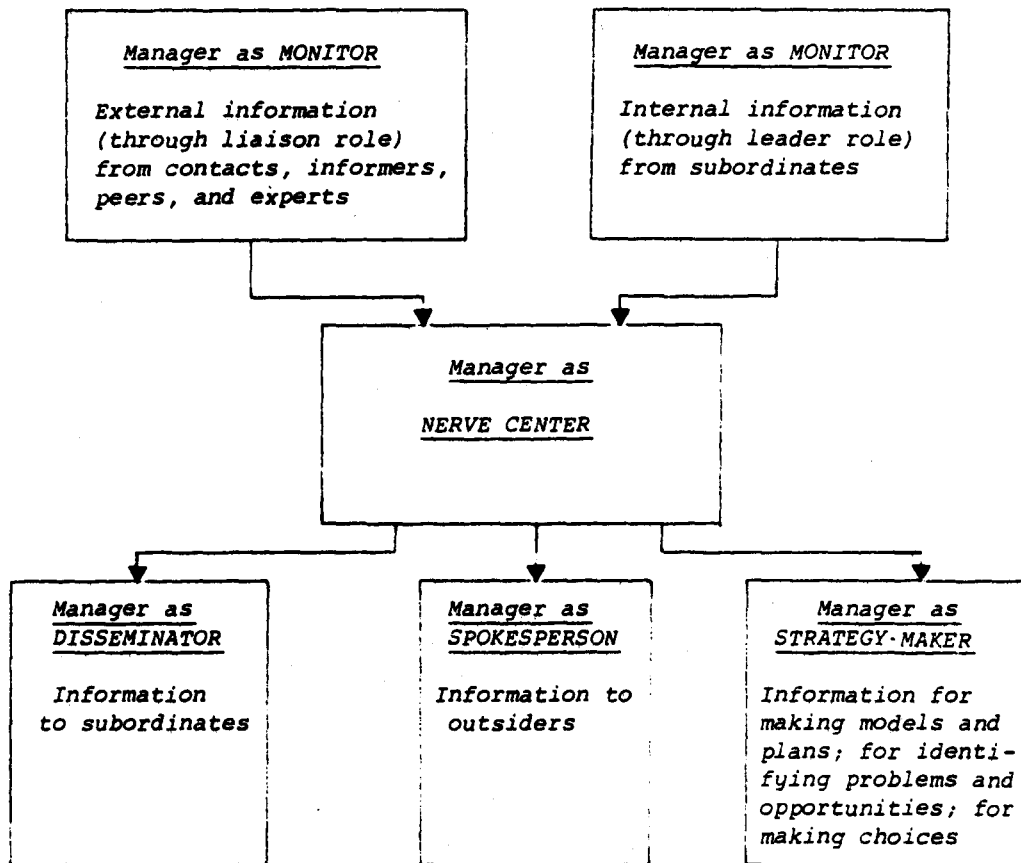 Manager as MONITOR
External information
(through liaison role)
from contacts, informers,
peers, and experts
Manager as MONITOR
Internal information
(through leader role)
from subordinates
Manager as
NERVE CENTER
Manager as
DISSEMINATOR
Information
to subordinates
Manager as
SPOKESPERSON
Information to
outsiders
Manager as
STRATEGY-MAKER
Information for
making models and
plans; for identi-
fying problems and
opportunities; for
making choices